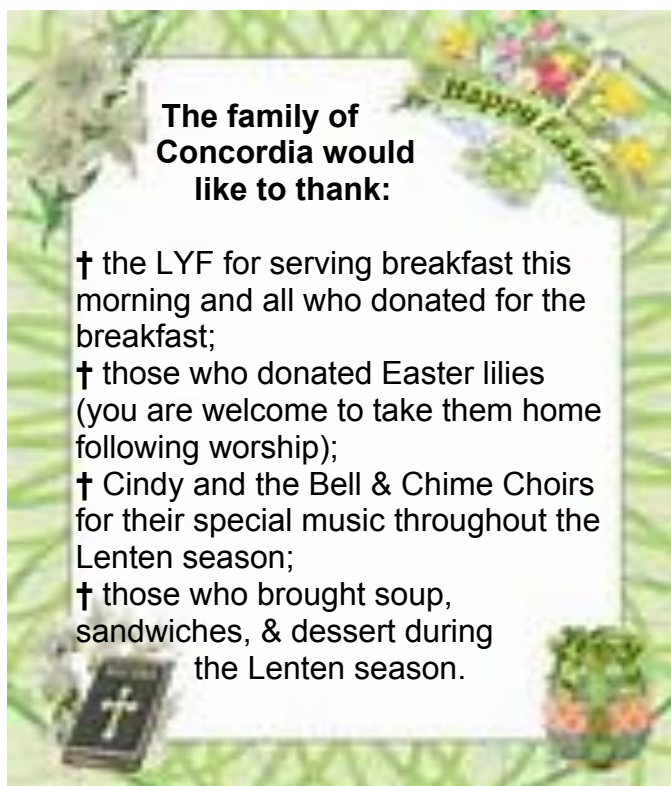 Happy Easter
The family of
Concordia would
like to thank:
✝ the LYF for serving breakfast this
morning and all who donated for the
breakfast;
✝ those who donated Easter lilies
(you are welcome to take them home
following worship);
✝ Cindy and the Bell & Chime Choirs
for their special music throughout the
Lenten season;
✝ those who brought soup,
sandwiches, & dessert during
the Lenten season.